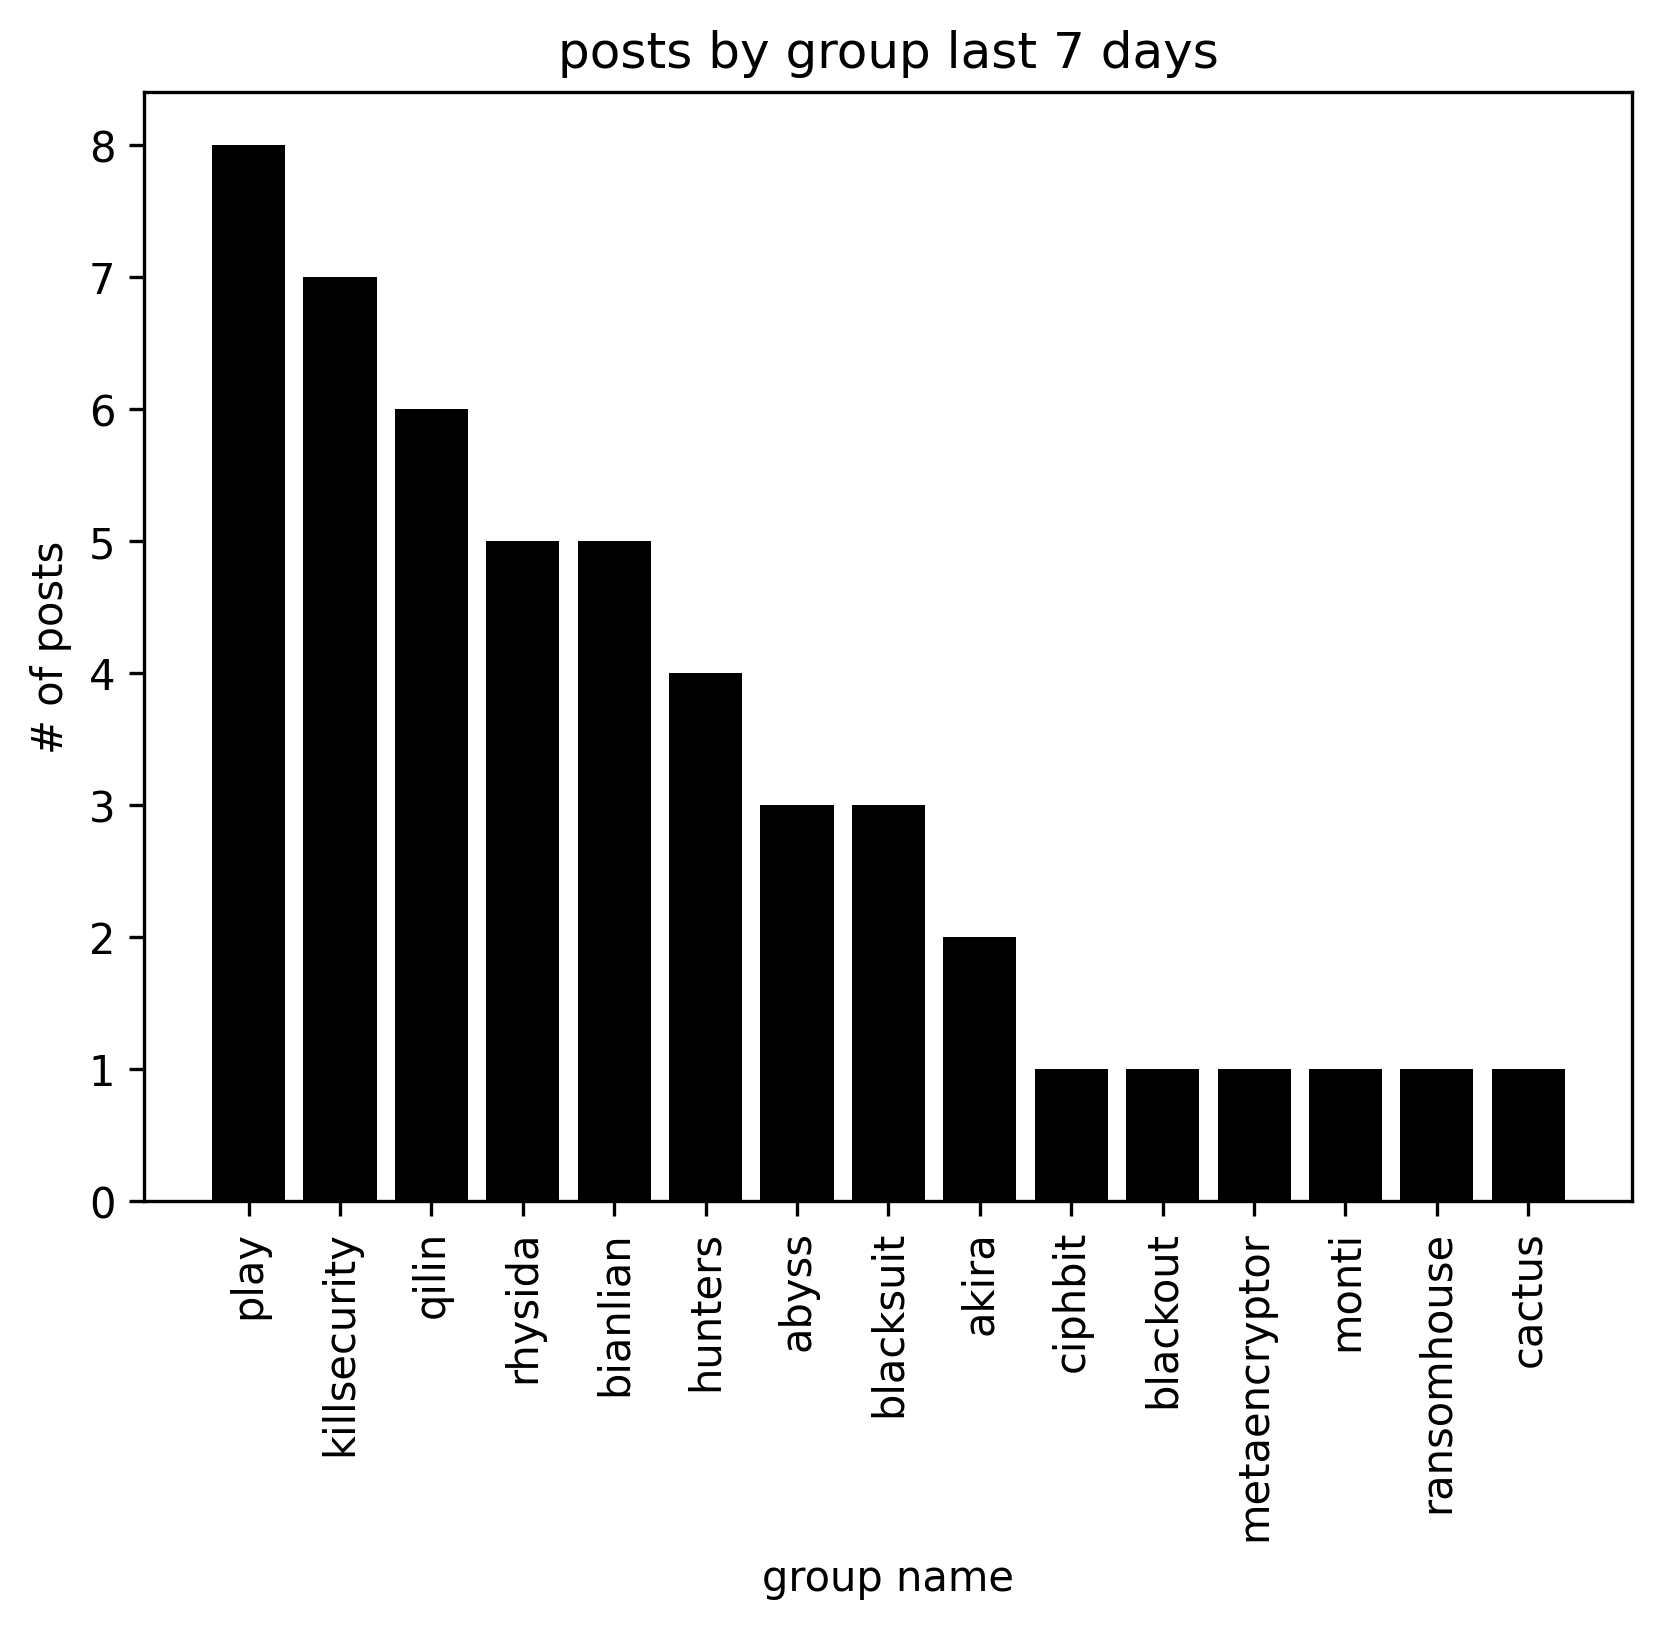 posts by group last 7 days
# of posts
8
7
6
5
4
3
2
1
0
play
killsecurity
qilin
rhysida
bianlian
hunters
abyss
blacksuit
akira
ciphbit
blackout
metaencryptor
monti
ransomhouse
cactus
group name